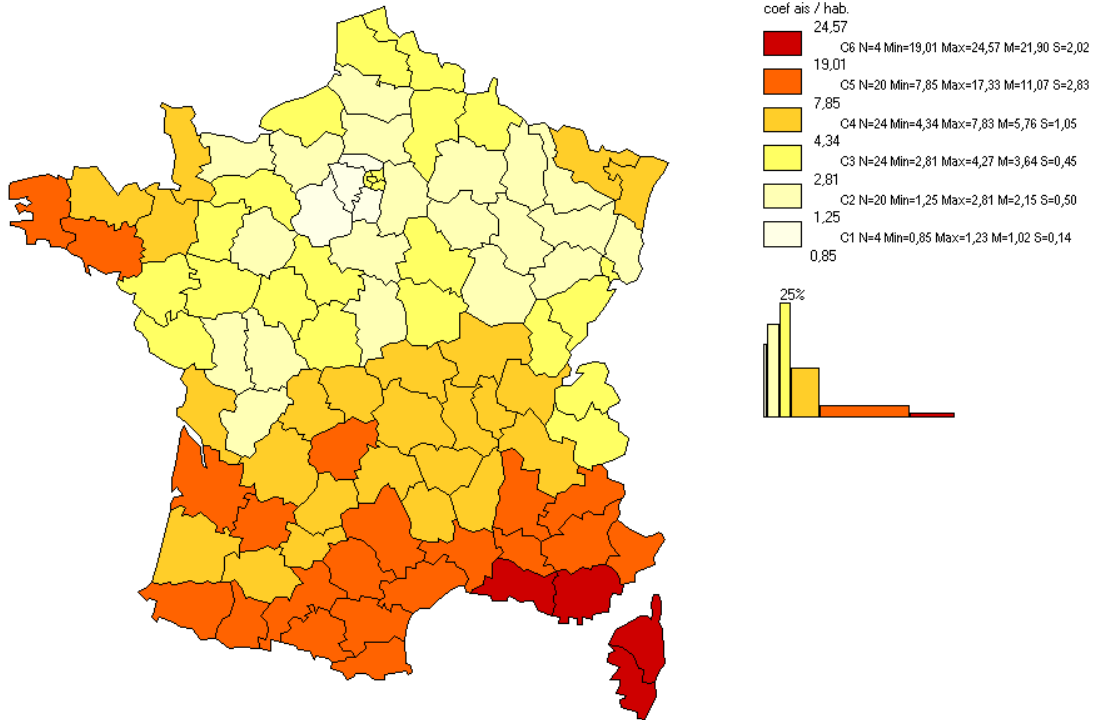 coef ais / hab.
24,57
C6 N=4 Min=19,01 Max=24,57 M=21,90 S=2,02
19,01
C5 N=20 Min=7,85 Max=17,33 M=11,07 S=2,83
7,85
C4 N=24 Min=4,34 Max=7,83 M=5,76 S=1,05
4,34
C3 N=24 Min=2,81 Max=4,27 M=3,64 S=0,45
2,81
C2 N=20 Min=1,25 Max=2,81 M=2,15 S=0,50
1,25
C1 N=4 Min=0,85 Max=1,23 M=1,02 S=0,14
0,85
25%